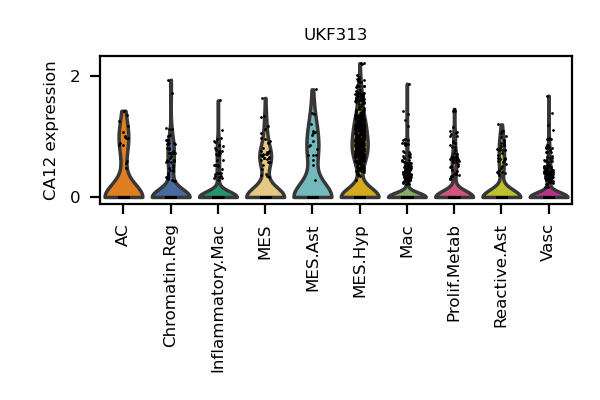 UKF313
CA12 expression
2
0
AC
Chromatin.Reg
Inflammatory.Mac
MES
MES.Ast
MES.Hyp
Mac
Prolif.Metab
Reactive.Ast
Vasc